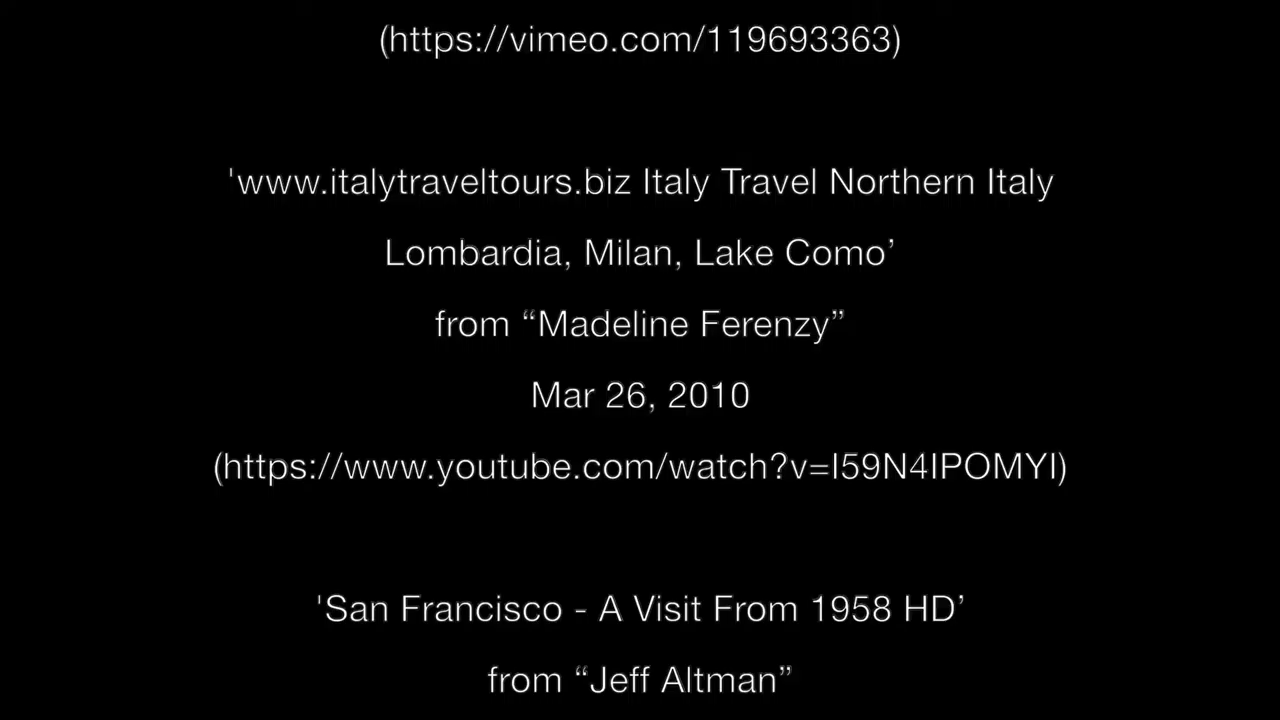 (https://vimeo.com/119693363)
'www.italytraveltours.biz Italy Travel Northern Italy
Lombardia, Milan, Lake Como’
from “Madeline Ferenzy”
Mar 26, 2010
(https://www.youtube.com/watch?v=I59N4IPOMYI)
'San Francisco - A Visit From 1958 HD’
from “Jeff Altman”